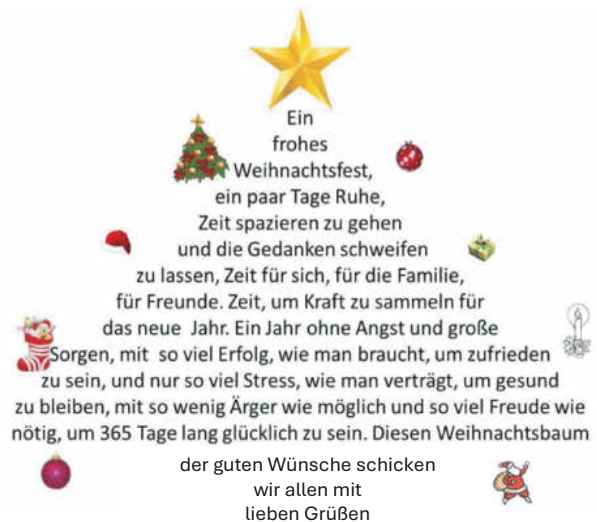 Ein
frohes
Weihnachtsfest,
ein paar Tage Ruhe,
Zeit spazieren zu gehen
und die Gedanken schweifen
zu lassen, Zeit für sich, für die Familie,
für Freunde. Zeit, um Kraft zu sammeln für
das neue Jahr. Ein Jahr ohne Angst und große
Sorgen, mit so viel Erfolg, wie man braucht, um zufrieden
zu sein, und nur so viel Stress, wie man verträgt, um gesund
zu bleiben, mit so wenig Ärger wie möglich und so viel Freude wie
nötig, um 365 Tage lang glücklich zu sein. Diesen Weihnachtsbaum
der guten Wünsche schicken
wir allen mit
lieben Grüßen